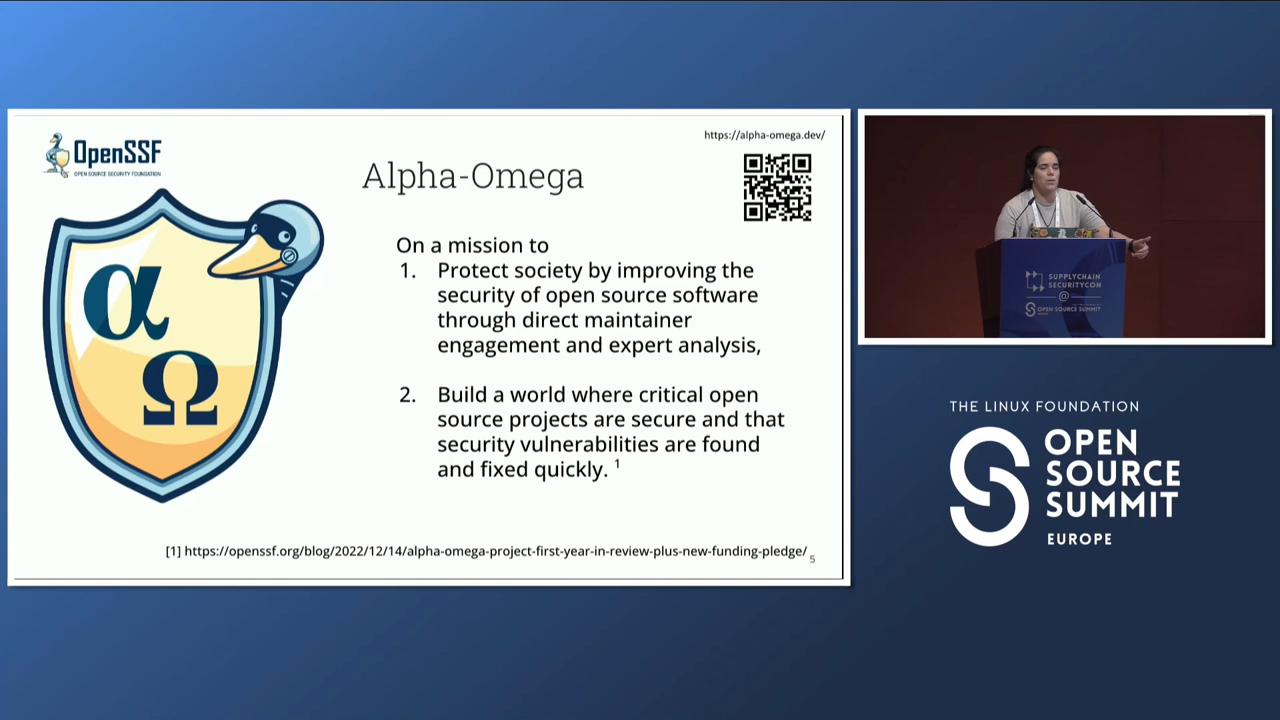 OpenSSF
OPEN SOURCE SECURITY FOUNDATION
https://alpha-omega.dev/
Alpha-Omega
α
Ω
On a mission to
1. Protect society by improving the
security of open source software
through direct maintainer
engagement and expert analysis,
2. Build a world where critical open
source projects are secure and that
security vulnerabilities are found
and fixed quickly. 1
[1] https://openssf.org/blog/2022/12/14/alpha-omega-project-first-year-in-review-plus-new-funding-pledge/
5
SUPPLYCHAIN
SECURITYCON
@
OPEN SOURCE SUMMIT
THE LINUX FOUNDATION
OPEN
SOURCE
SUMMIT
EUROPE